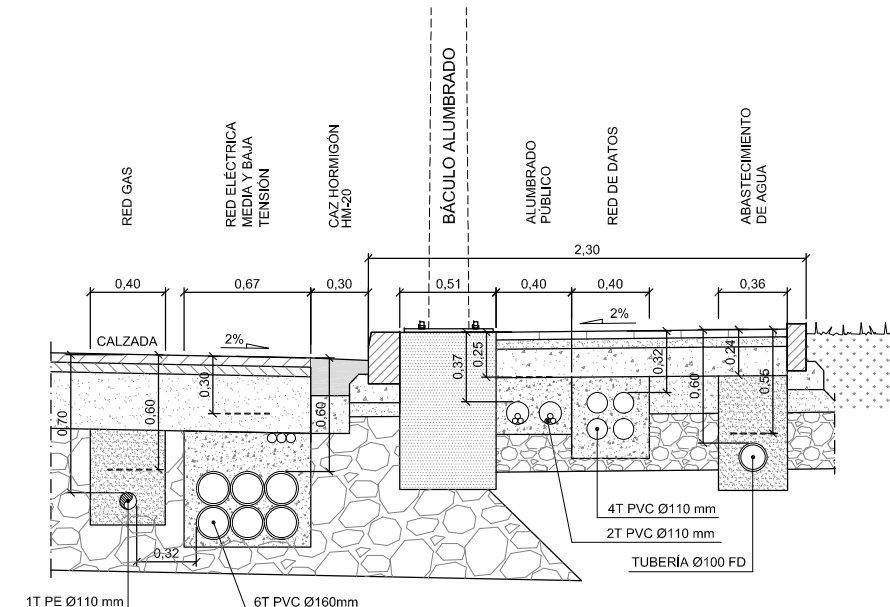 RED GAS
RED ELÉCTRICA
MEDIA Y BAJA
TENSIÓN
CAZ HORMIGÓN
HM-20
BÁCULO ALUMBRADO
ALUMBRADO
PÚBLICO
RED DE DATOS
ABASTECIMIENTO
DE AGUA
2,30
0,40
0,67
0,30
0,51
0,40
0,40
0,36
CALZADA
2%
2%
0,70
0,60
0,30
0,60
0,37
0,25
0,32
0,60
0,24
0,55
0,32
4T PVC Ø110 mm
2T PVC Ø110 mm
TUBERÍA Ø100 FD
1T PE Ø110 mm
6T PVC Ø160mm